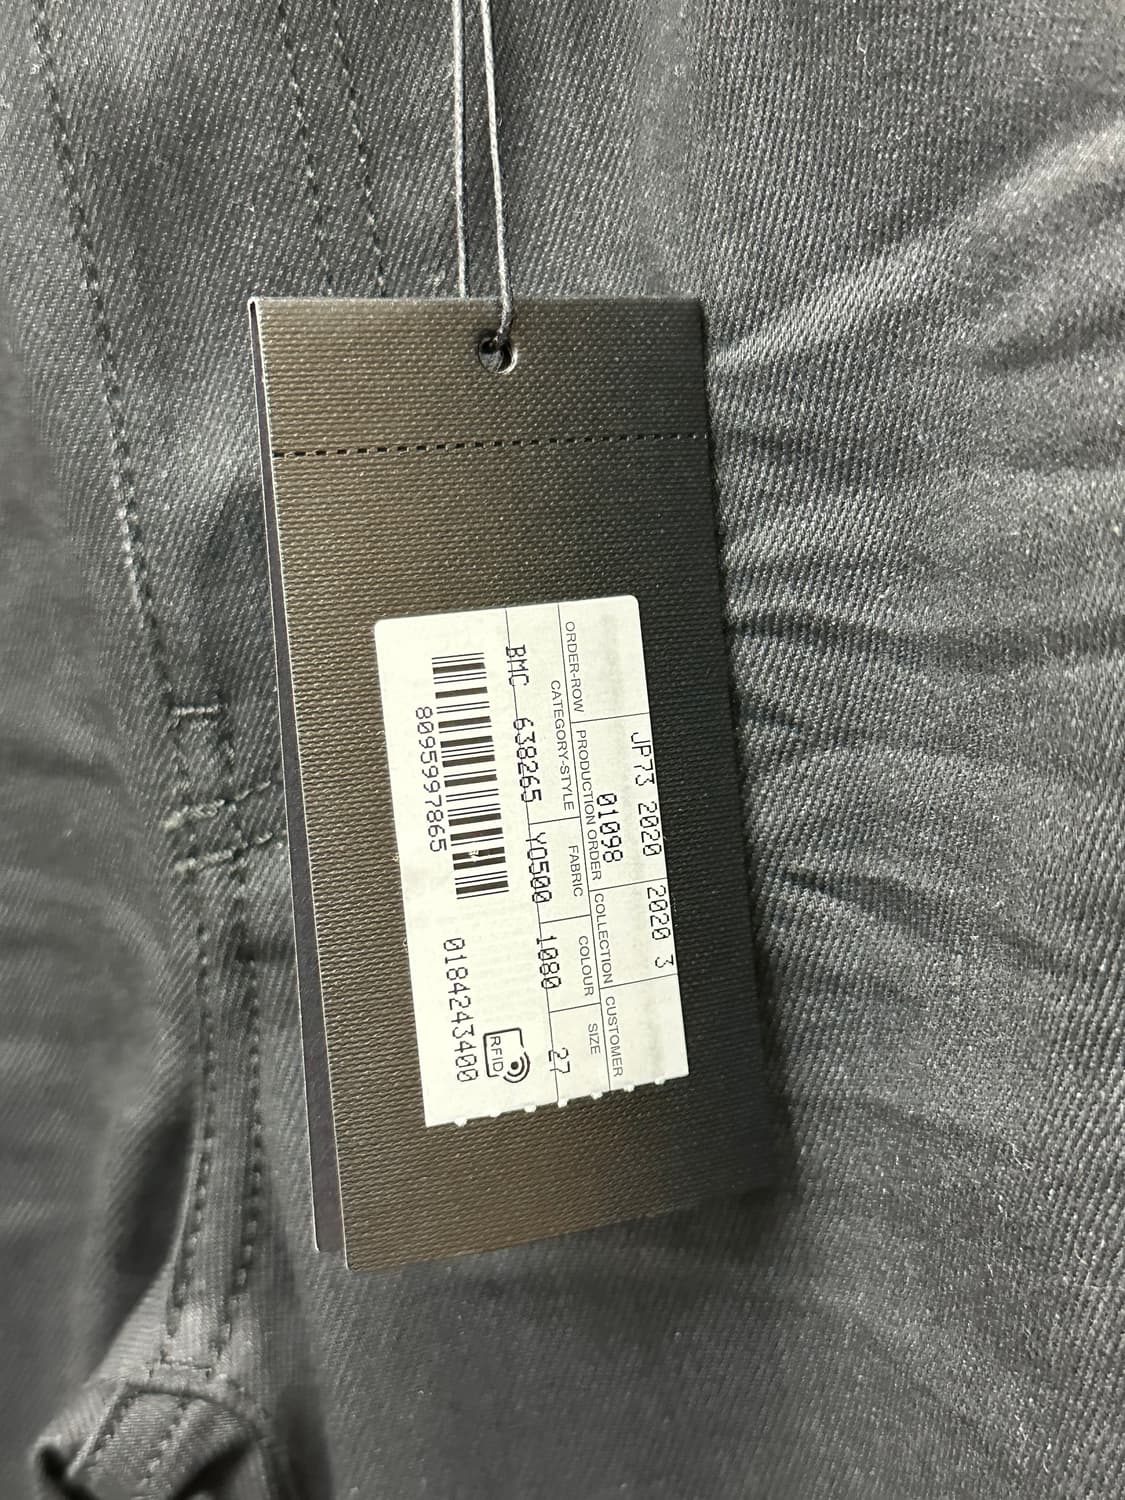 JP73 2020 2020 3
01098
ORDER-ROW PRODUCTION ORDER COLLECTION CUSTOMER
CATEGORY-STYLE FABRIC COLOUR SIZE
BMC 638265 YO500 1080 27
RFID
8095997865 0184243400